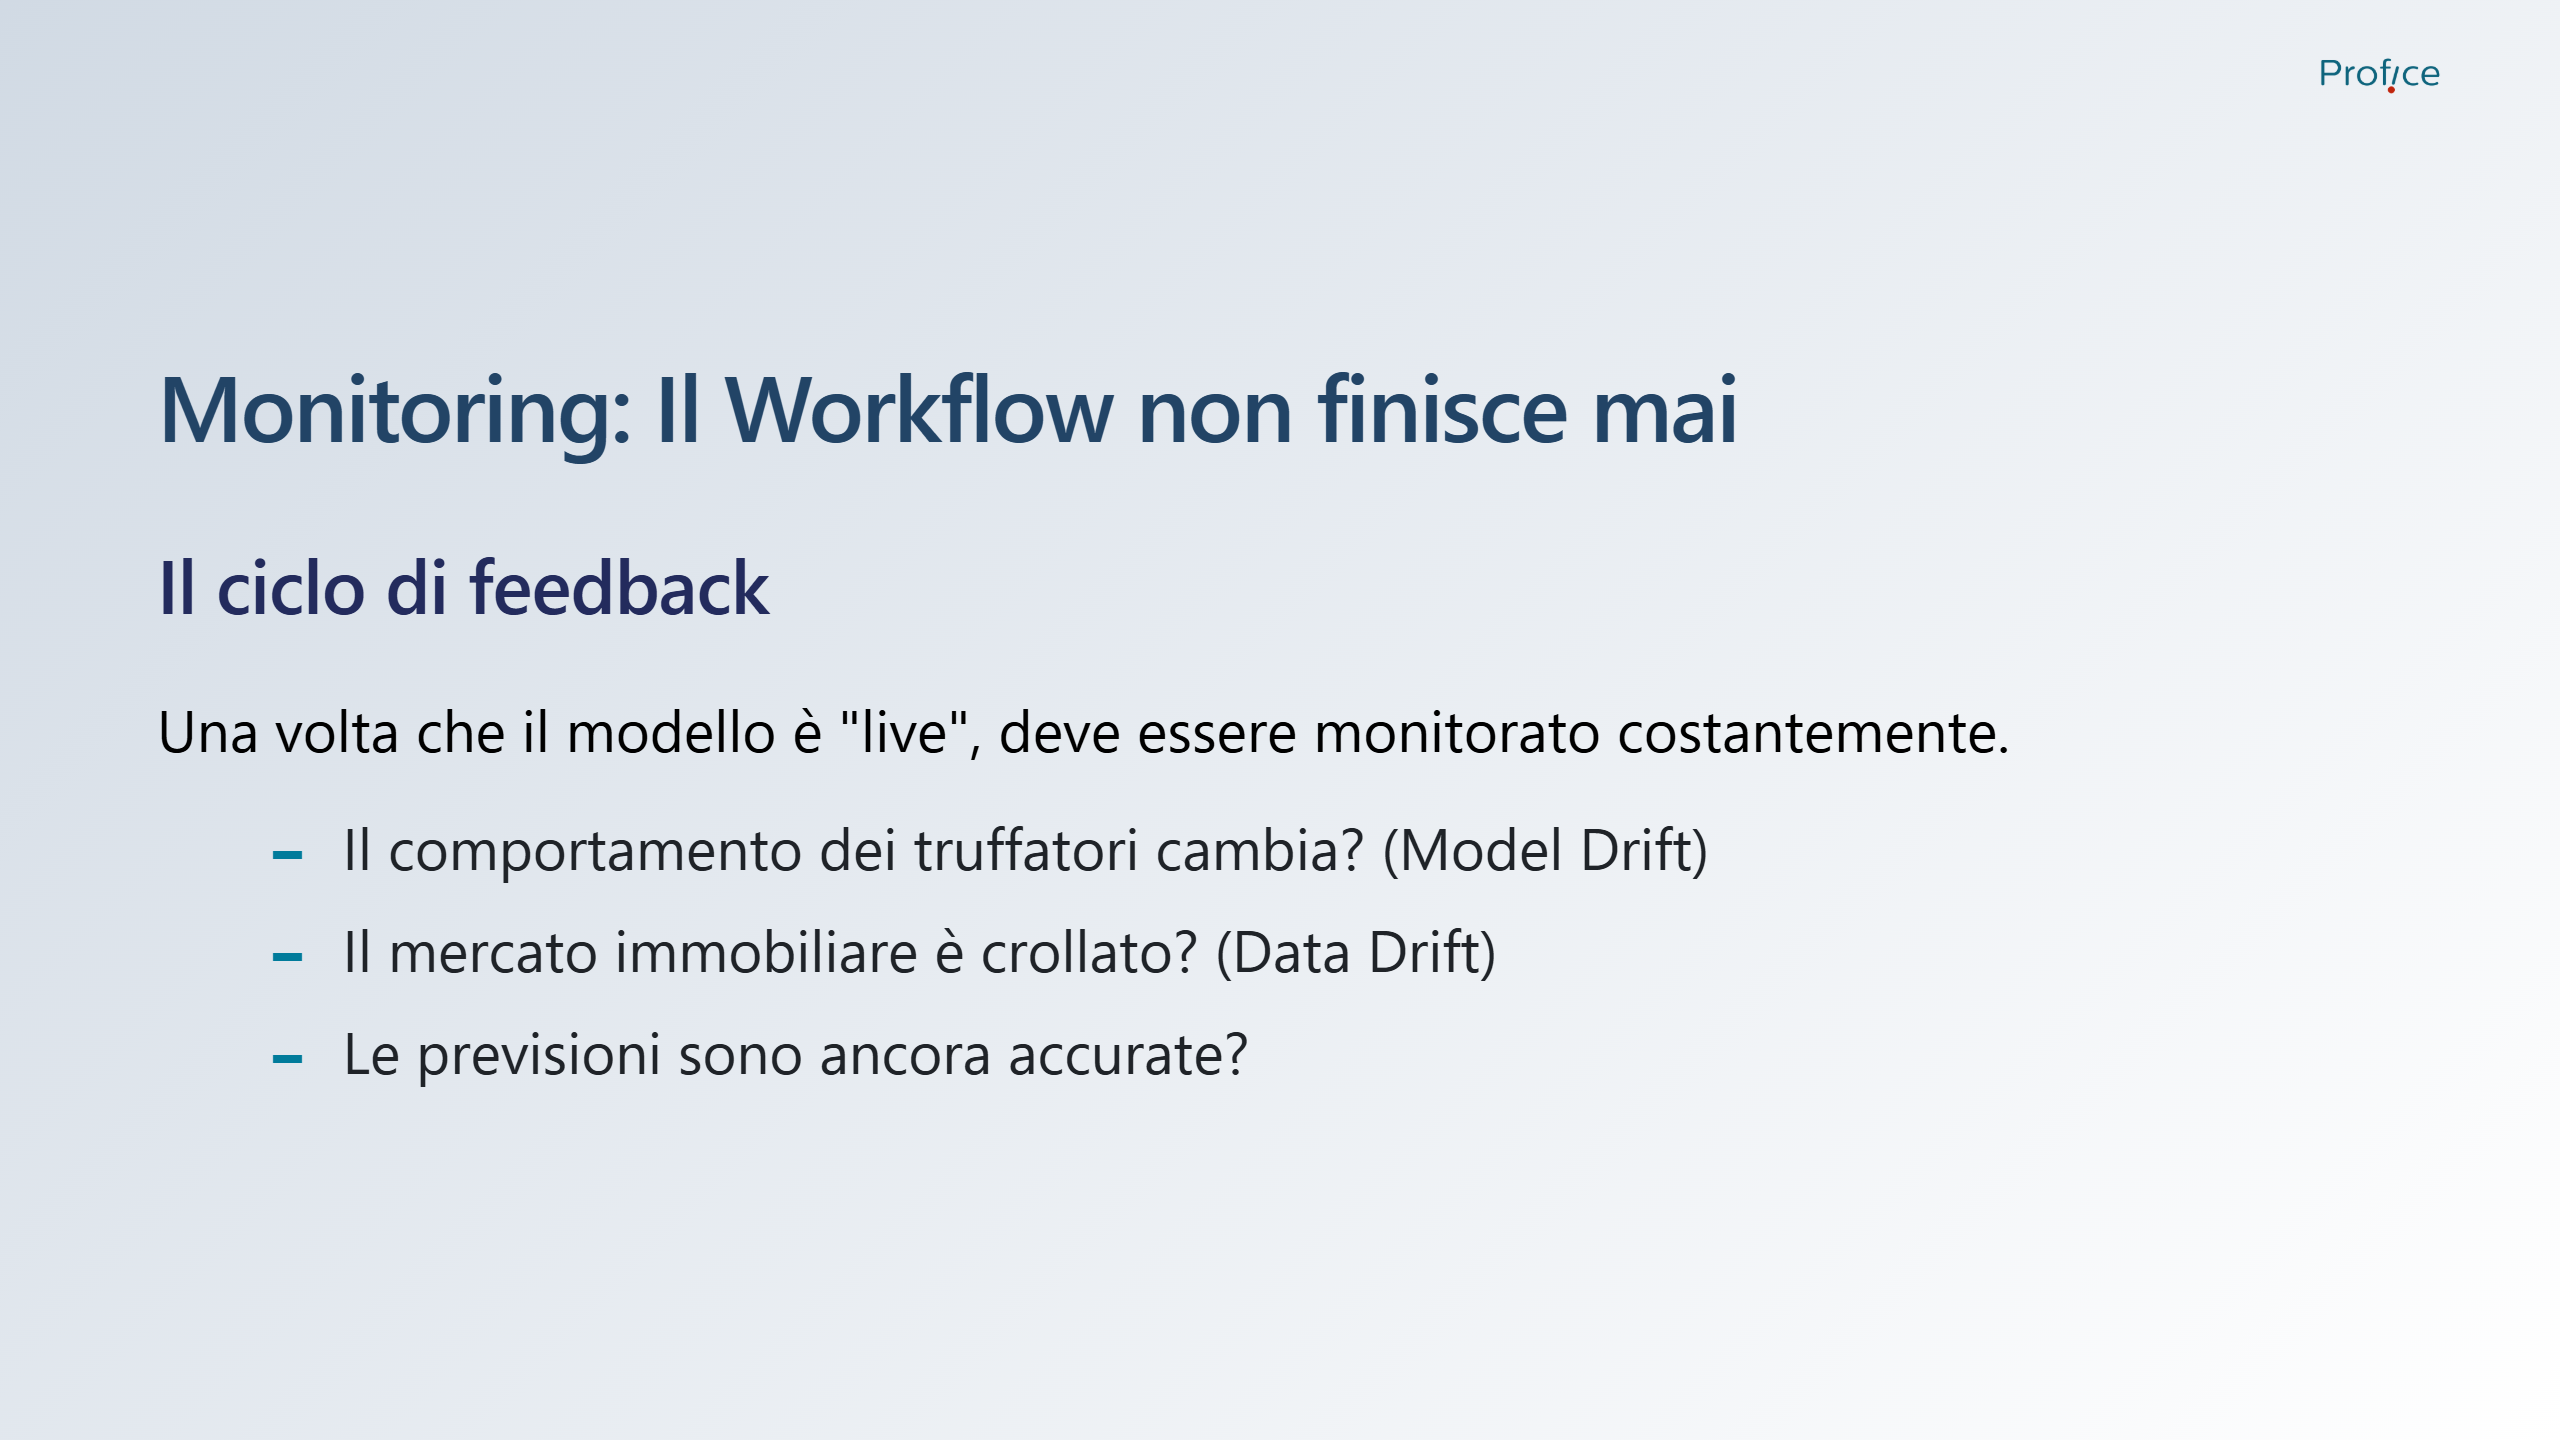 Profice
Monitoring: Il Workflow non finisce mai
Il ciclo di feedback
Una volta che il modello è "live", deve essere monitorato costantemente.
– Il comportamento dei truffatori cambia? (Model Drift)
– Il mercato immobiliare è crollato? (Data Drift)
– Le previsioni sono ancora accurate?